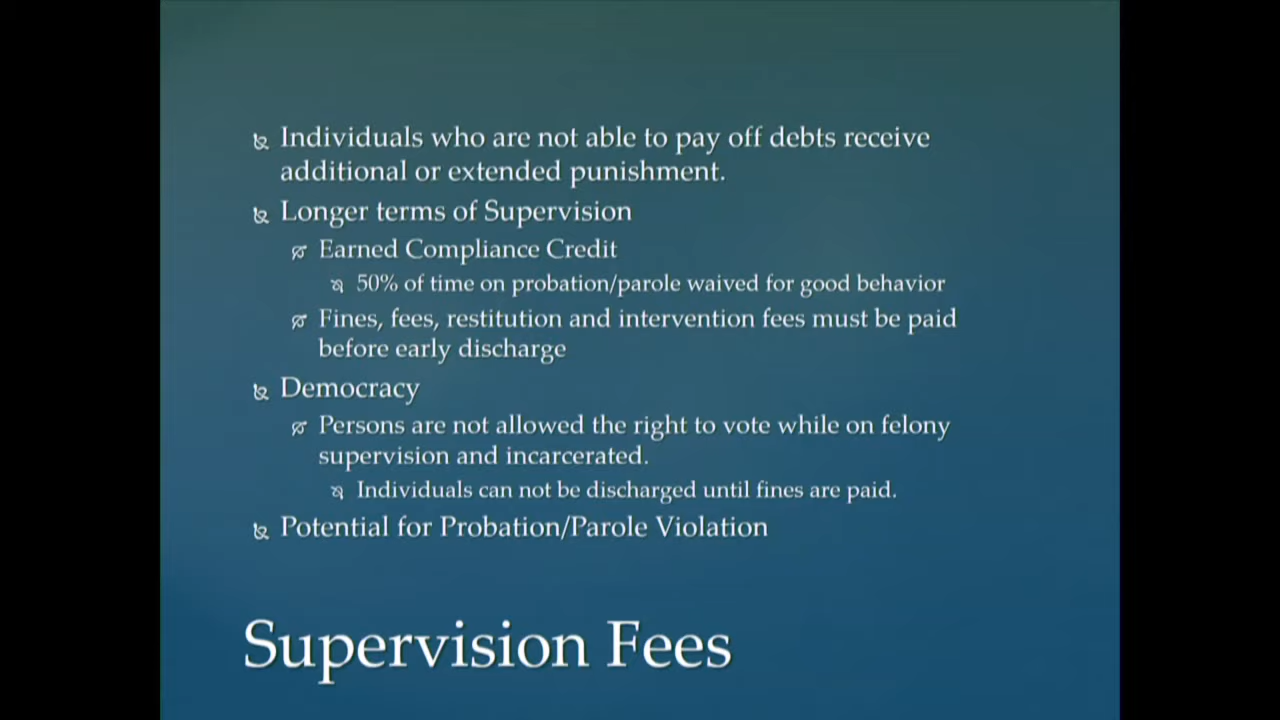 Individuals who are not able to pay off debts receive
additional or extended punishment.
Longer terms of Supervision
Earned Compliance Credit
50% of time on probation/parole waived for good behavior
Fines, fees, restitution and intervention fees must be paid
before early discharge
Democracy
Persons are not allowed the right to vote while on felony
supervision and incarcerated.
Individuals can not be discharged until fines are paid.
Potential for Probation/Parole Violation
Supervision Fees